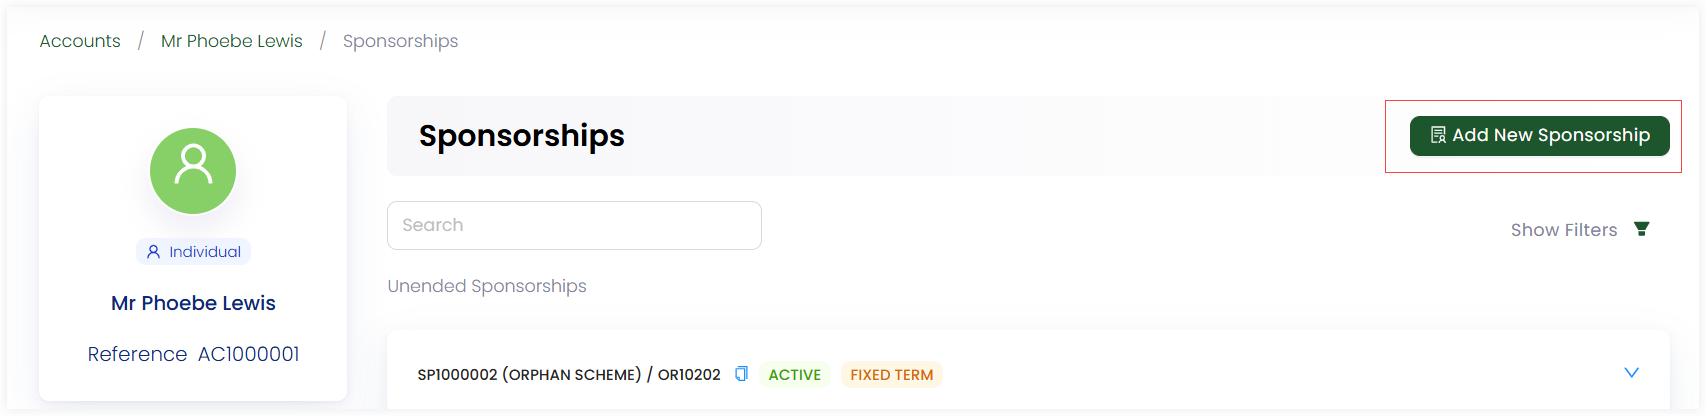 Accounts / Mr Phoebe Lewis / Sponsorships
Individual
Mr Phoebe Lewis
Reference AC1000001
Sponsorships
Add New Sponsorship
Search
Show Filters
Unended Sponsorships
SP1000002 (ORPHAN SCHEME) / OR10202 ACTIVE FIXED TERM